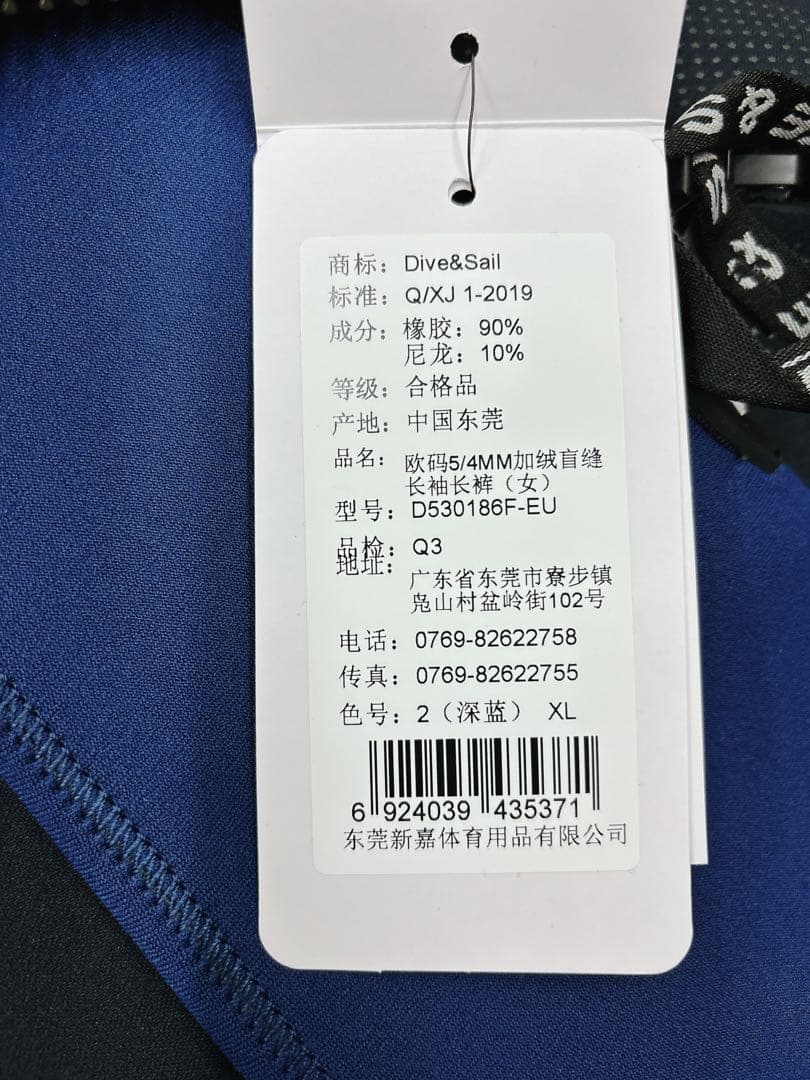 商标：Dive&Sail
标准：Q/XJ 1-2019
成分：橡胶：90%
尼龙：10%
等级：合格品
产地：中国东莞
品名：欧码5/4MM加绒盲缝
长袖长裤（女）
型号：D530186F-EU
品检：Q3
地址：广东省东莞市寮步镇
凫山村盆岭街102号
电话：0769-82622758
传真：0769-82622755
色号：2（深蓝） XL
6 924039 435371
东莞新嘉体育用品有限公司